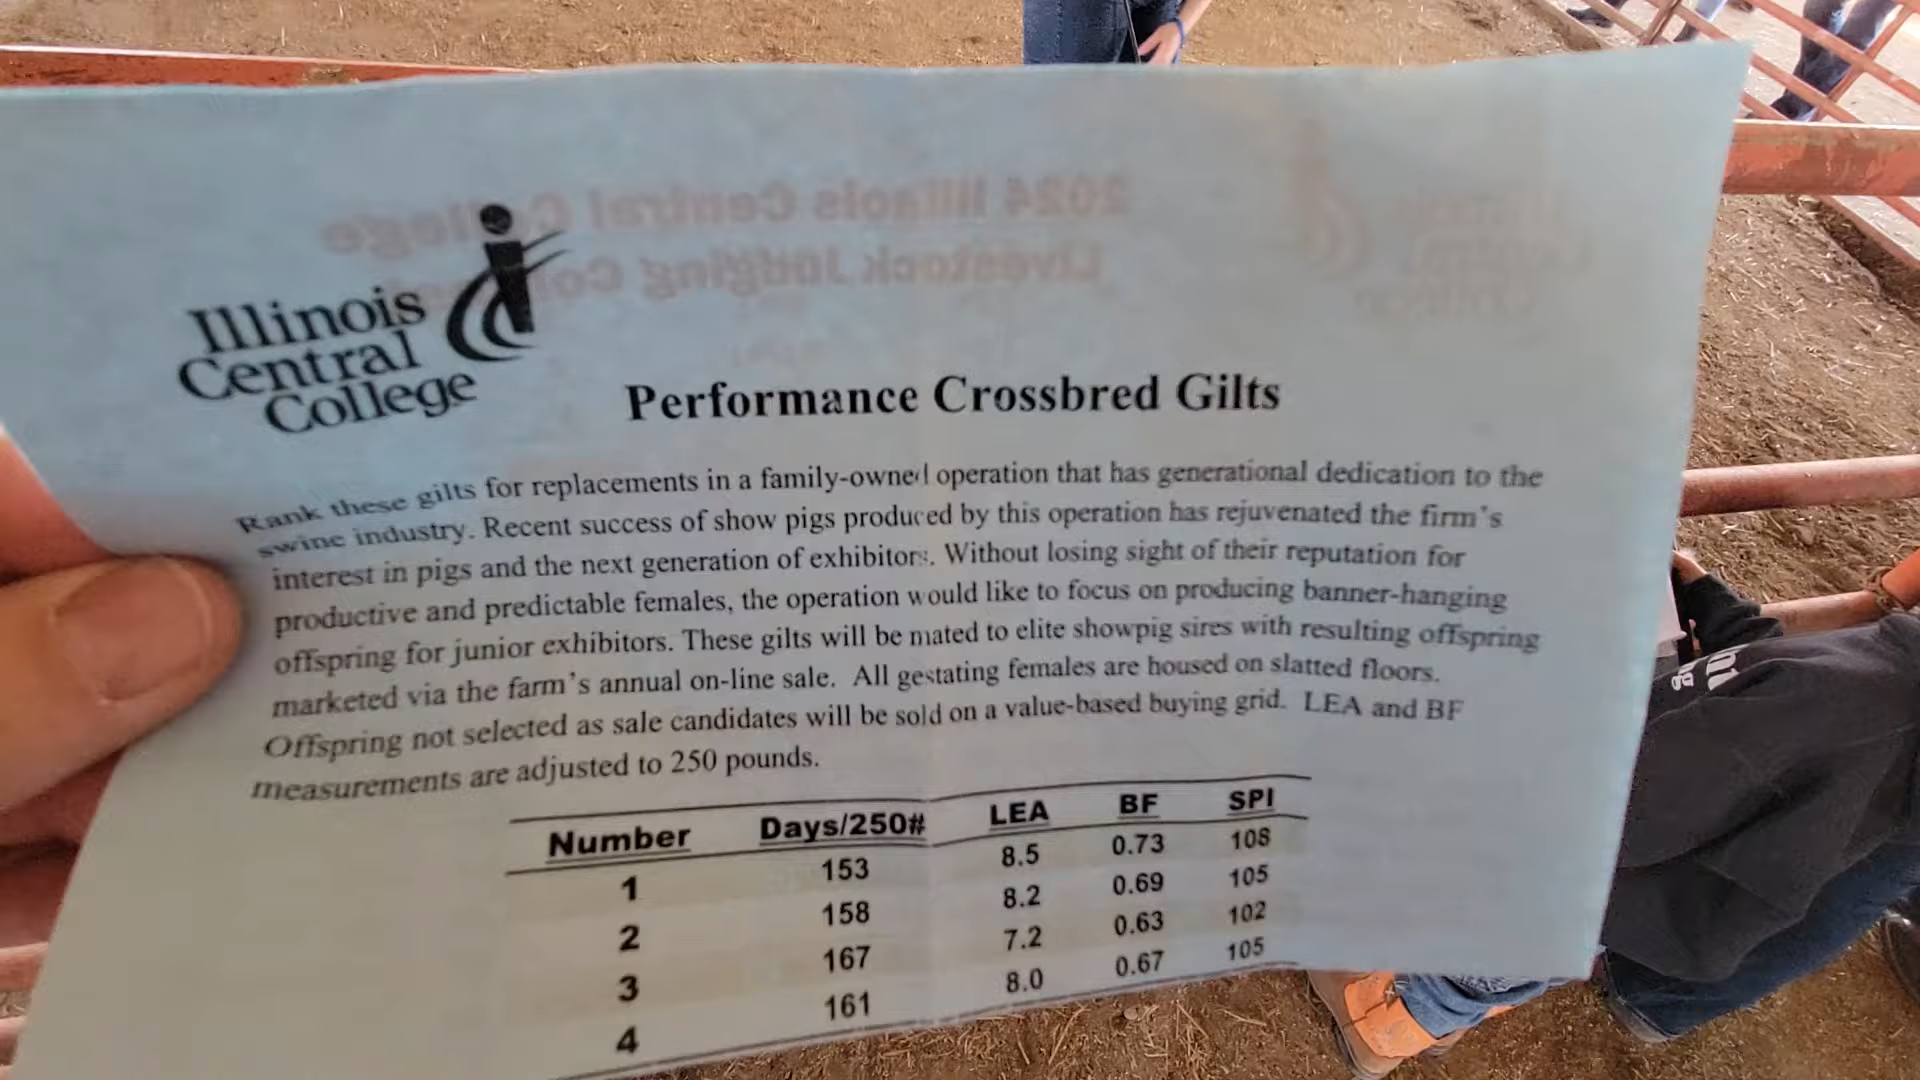 Illinois
Central
College
2024 Illinois Central College
Livestock Judging
Performance Crossbred Gilts
Rank these gilts for replacements in a family-owned operation that has generational dedication to the
swine industry. Recent success of show pigs produced by this operation has rejuvenated the firm's
interest in pigs and the next generation of exhibitors. Without losing sight of their reputation for
productive and predictable females, the operation would like to focus on producing banner-hanging
offspring for junior exhibitors. These gilts will be mated to elite showpig sires with resulting offspring
marketed via the farm's annual on-line sale. All gestating females are housed on slatted floors.
Offspring not selected as sale candidates will be sold on a value-based buying grid. LEA and BF
measurements are adjusted to 250 pounds.
Number Days/250# LEA BF SPI
1 153 8.5 0.73 108
2 158 8.2 0.69 105
3 167 7.2 0.63 102
4 161 8.0 0.67 105